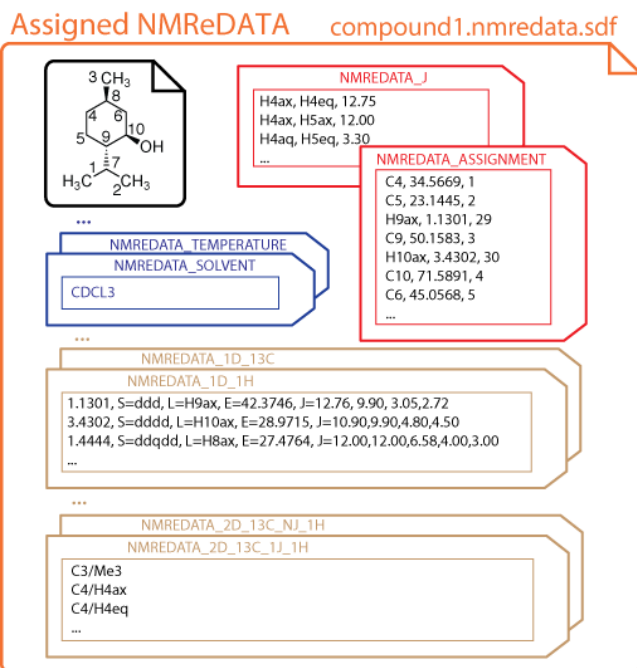 Assigned NMReDATA compound1.nmredata.sdf
3 CH₃
8
4 6
10
5 9 OH
1 7
H₃C 2CH₃
NMREDATA_J
H4ax, H4eq, 12.75
H4ax, H5ax, 12.00
H4aq, H5eq, 3.30
...
NMREDATA_ASSIGNMENT
C4, 34.5669, 1
C5, 23.1445, 2
H9ax, 1.1301, 29
C9, 50.1583, 3
H10ax, 3.4302, 30
C10, 71.5891, 4
C6, 45.0568, 5
...
...
NMREDATA_TEMPERATURE
NMREDATA_SOLVENT
CDCL3
...
NMREDATA_1D_13C
NMREDATA_1D_1H
1.1301, S=ddd, L=H9ax, E=42.3746, J=12.76, 9.90, 3.05,2.72
3.4302, S=dddd, L=H10ax, E=28.9715, J=10.90,9.90,4.80,4.50
1.4444, S=ddqdd, L=H8ax, E=27.4764, J=12.00,12.00,6.58,4.00,3.00
...
...
NMREDATA_2D_13C_NJ_1H
NMREDATA_2D_13C_1J_1H
C3/Me3
C4/H4ax
C4/H4eq
...